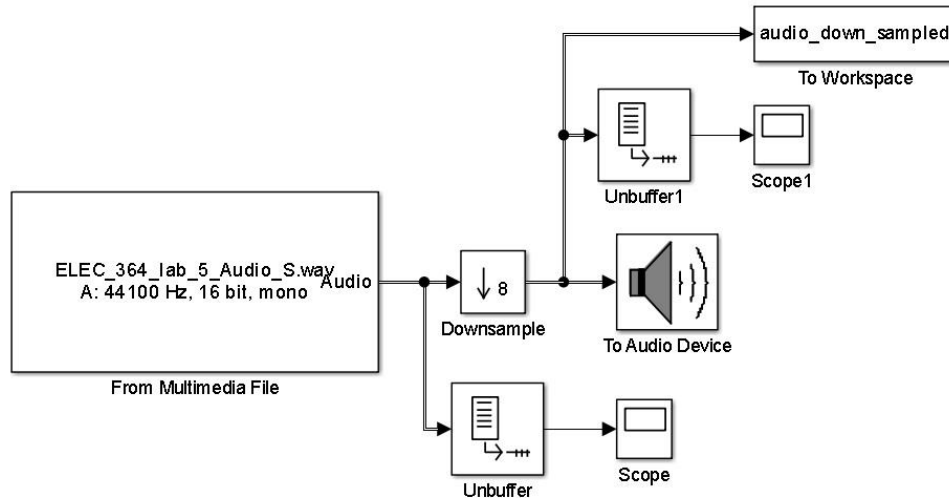 audio_down_sampled
To Workspace
Unbuffer1
Scope1
ELEC_364_lab_5_Audio_S.wav
A: 44100 Hz, 16 bit, mono
Audio
8
Downsample
To Audio Device
From Multimedia File
Unbuffer
Scope